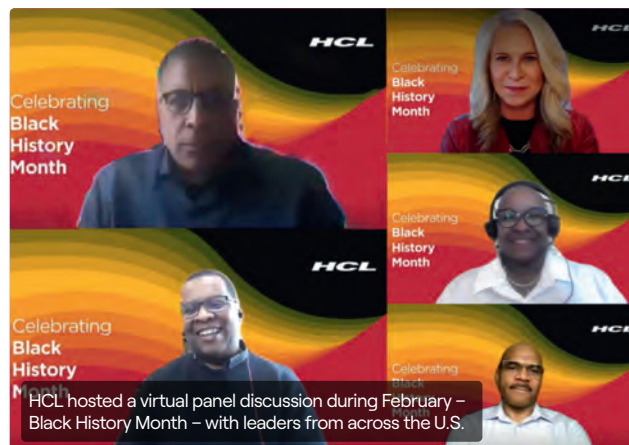 HCL
Celebrating
Black
History
Month
HCL
Celebrating
Black
History
Month
HCL
Celebrating
Black
History
Month
HCL
Celebrating
Black
History
Month
HCL
Celebrating
Black
History
Month
HCL hosted a virtual panel discussion during February –
Black History Month – with leaders from across the U.S.